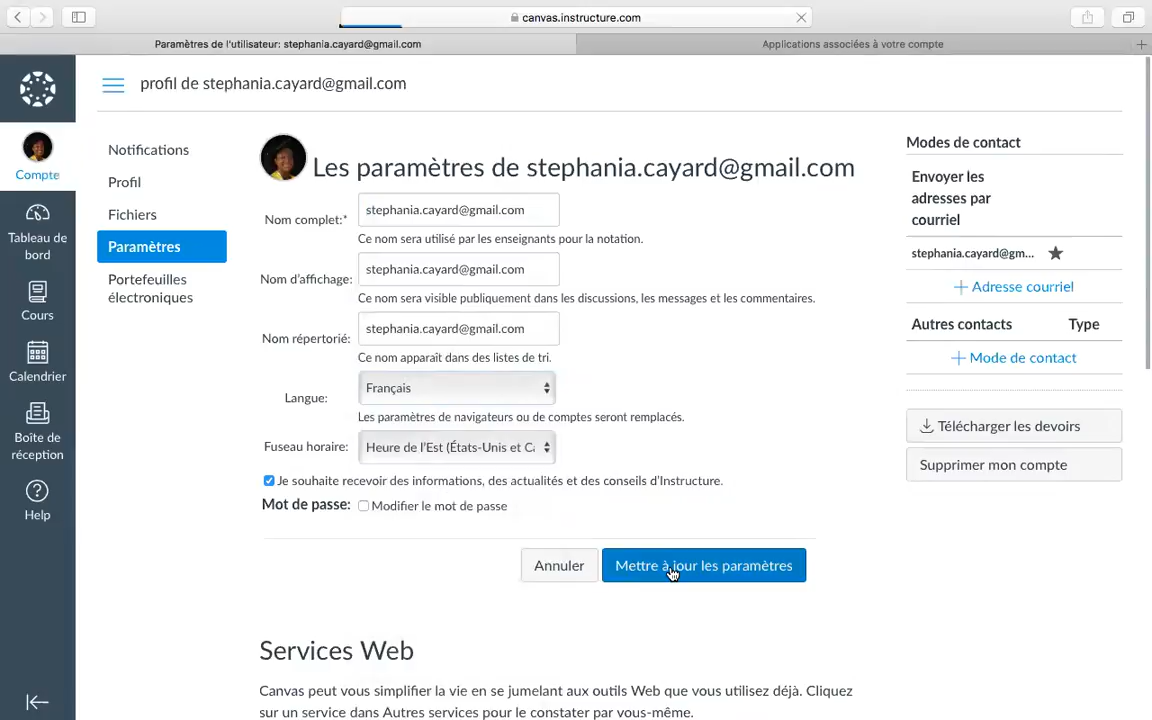 canvas.instructure.com
Paramètres de l'utilisateur: stephania.cayard@gmail.com
Applications associées à votre compte
profil de stephania.cayard@gmail.com
Compte
Tableau de
bord
Cours
Calendrier
Boîte de
réception
Help
Notifications
Profil
Fichiers
Paramètres
Portefeuilles
électroniques
Les paramètres de stephania.cayard@gmail.com
Nom complet:* stephania.cayard@gmail.com
Ce nom sera utilisé par les enseignants pour la notation.
Nom d’affichage: stephania.cayard@gmail.com
Ce nom sera visible publiquement dans les discussions, les messages et les commentaires.
Nom répertorié: stephania.cayard@gmail.com
Ce nom apparaît dans des listes de tri.
Langue: Français
Les paramètres de navigateurs ou de comptes seront remplacés.
Fuseau horaire: Heure de l’Est (États-Unis et Ca
Je souhaite recevoir des informations, des actualités et des conseils d’Instructure.
Mot de passe: Modifier le mot de passe
Annuler Mettre à jour les paramètres
Services Web
Canvas peut vous simplifier la vie en se jumelant aux outils Web que vous utilisez déjà. Cliquez
sur un service dans Autres services pour le constater par vous-même.
Modes de contact
Envoyer les
adresses par
courriel
stephania.cayard@gm...
+ Adresse courriel
Autres contacts Type
+ Mode de contact
Télécharger les devoirs
Supprimer mon compte